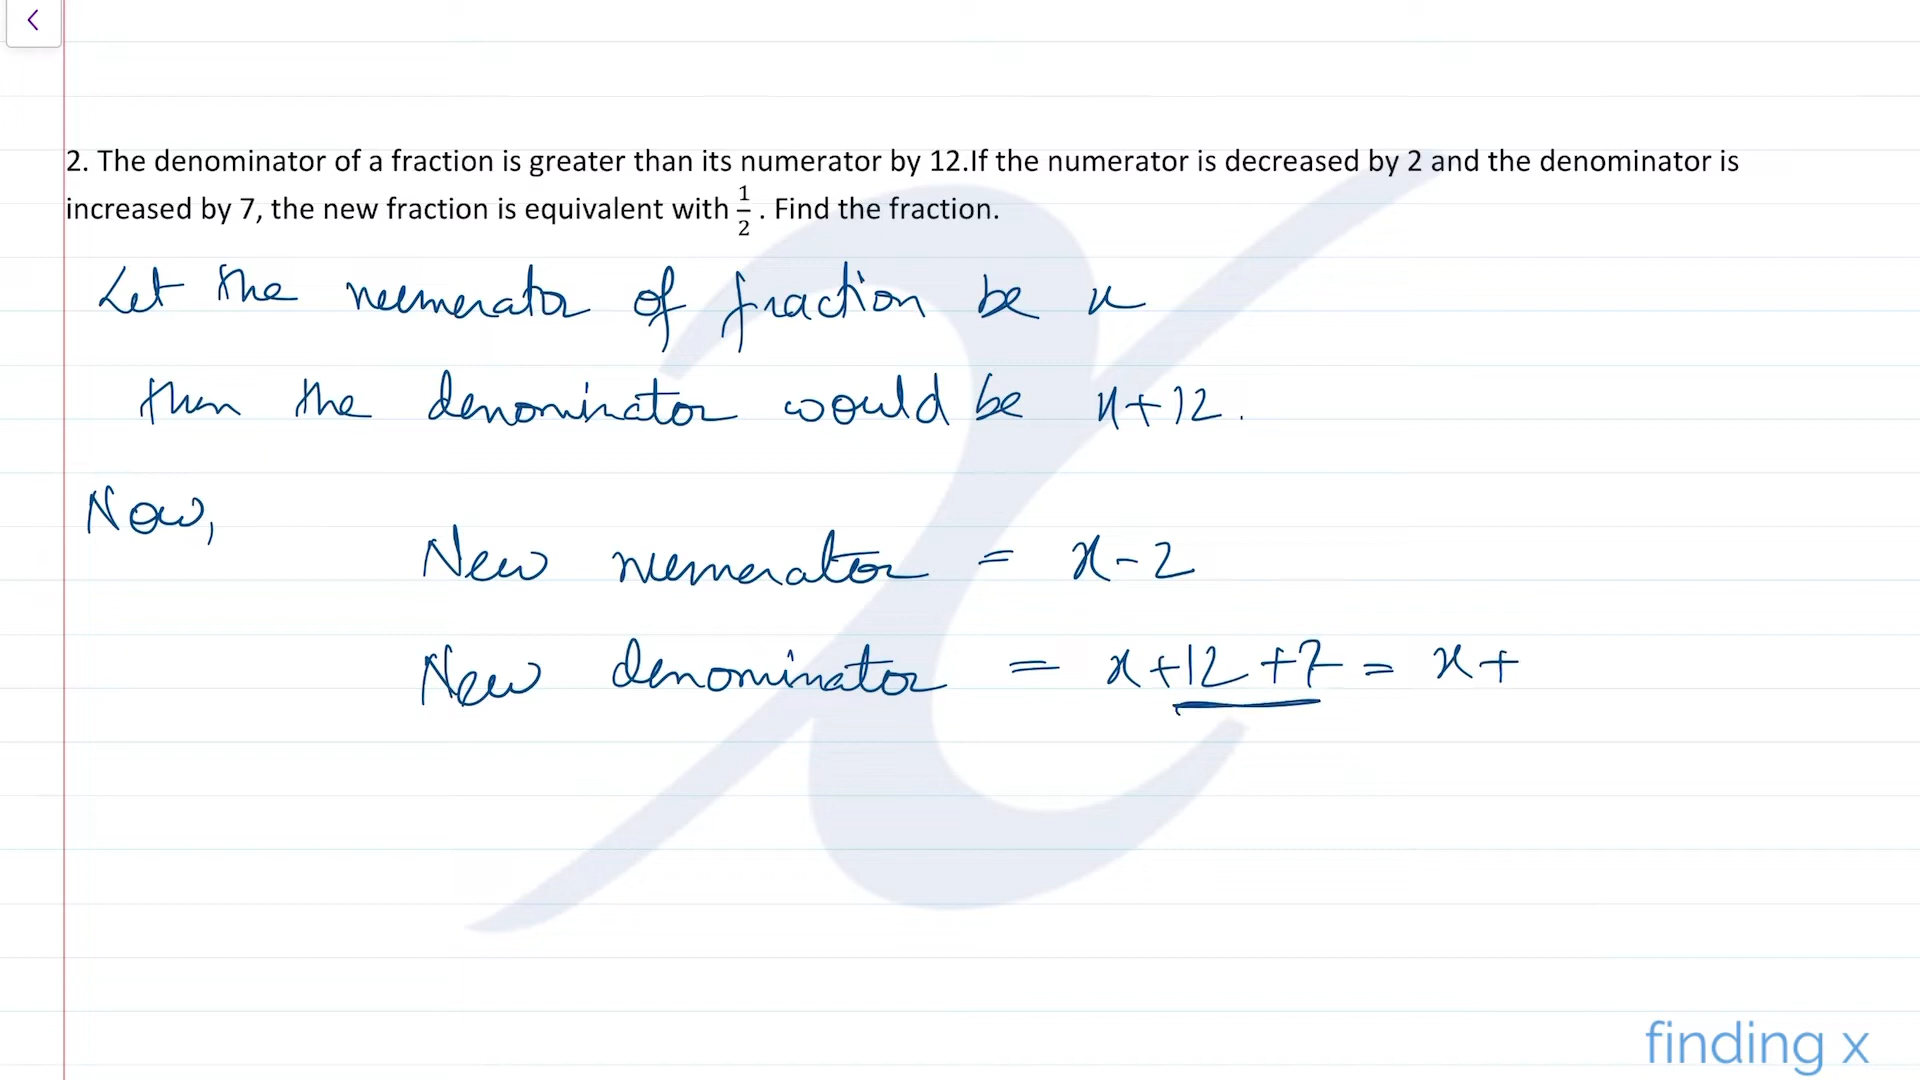 2. The denominator of a fraction is greater than its numerator by 12.If the numerator is decreased by 2 and the denominator is
increased by 7, the new fraction is equivalent with 1/2 . Find the fraction.
Let the numerator of fraction be x
then the denominator would be x+12.
Now,
New numerator = x-2
New denominator = x+12+7 = x+
finding x